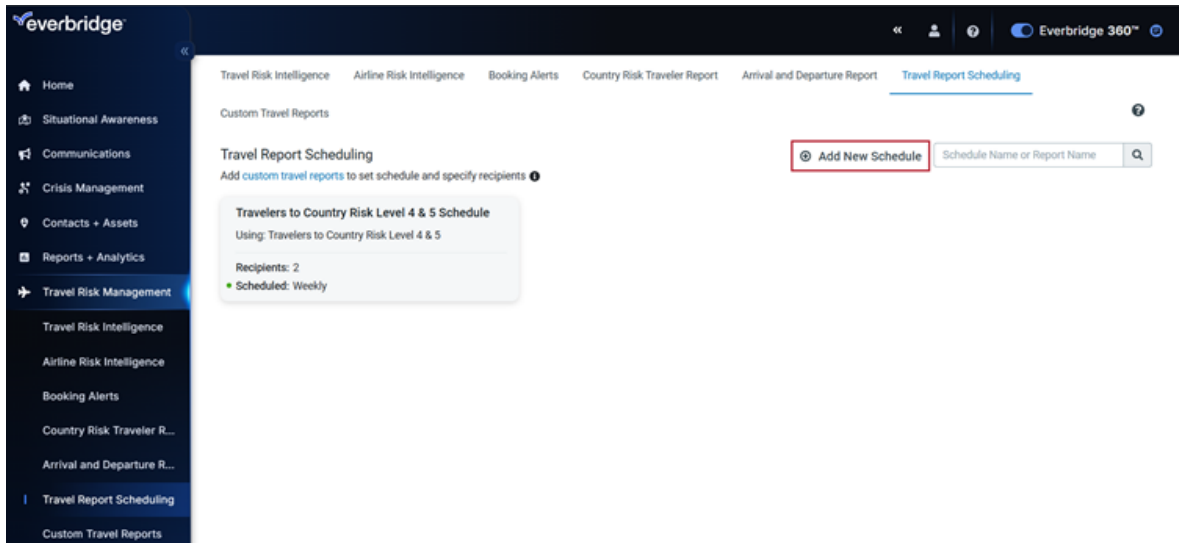 everbridge
Everbridge 360™
Home
Situational Awareness
Communications
Crisis Management
Contacts + Assets
Reports + Analytics
Travel Risk Management
Travel Risk Intelligence
Airline Risk Intelligence
Booking Alerts
Country Risk Traveler R...
Arrival and Departure R...
Travel Report Scheduling
Custom Travel Reports
Travel Risk Intelligence Airline Risk Intelligence Booking Alerts Country Risk Traveler Report Arrival and Departure Report Travel Report Scheduling
Custom Travel Reports
Travel Report Scheduling
Add New Schedule
Schedule Name or Report Name
Add custom travel reports to set schedule and specify recipients
Travelers to Country Risk Level 4 & 5 Schedule
Using: Travelers to Country Risk Level 4 & 5
Recipients: 2
Scheduled: Weekly